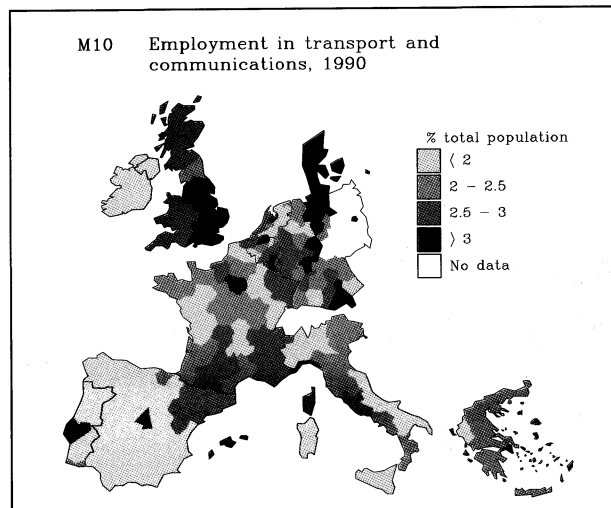 M10 Employment in transport and
communications, 1990
% total population
⟨ 2
2 - 2.5
2.5 - 3
⟩ 3
No data